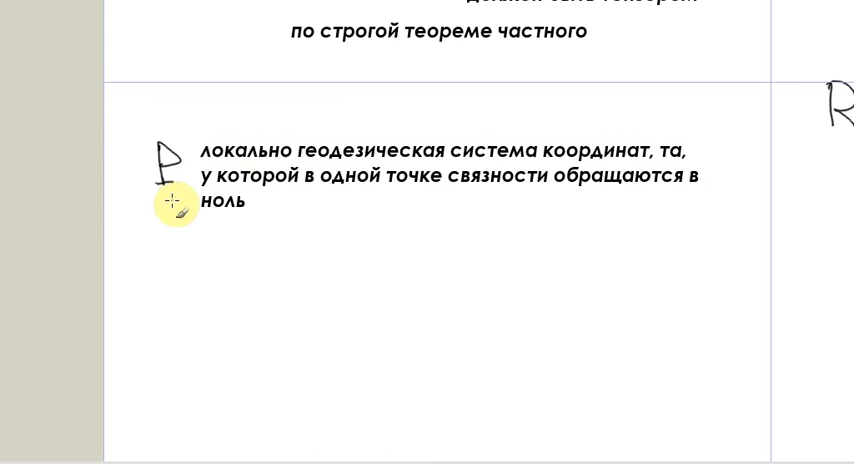 по строгой теореме частного
R
P локально геодезическая система координат, та,
у которой в одной точке связности обращаются в
ноль